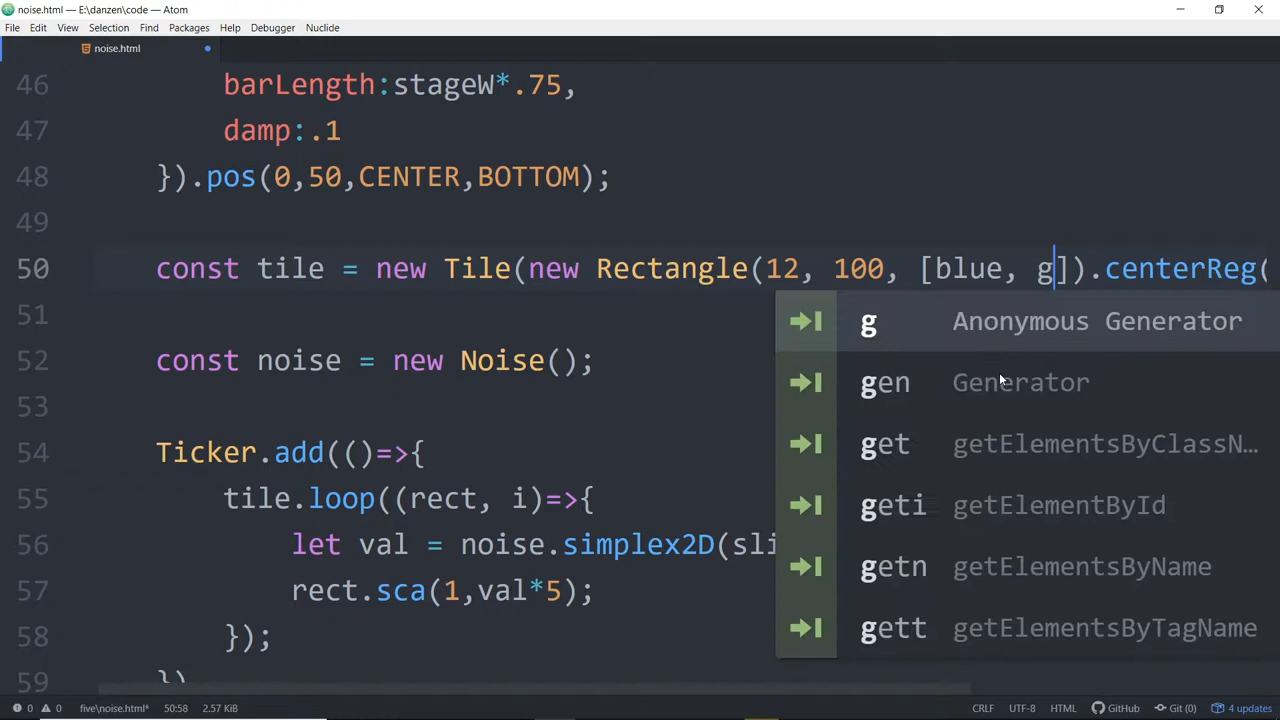 noise.html — E:\danzen\code — Atom
File Edit View Selection Find Packages Help Debugger Nuclide
noise.html
46 barLength:stageW*.75,
47 damp:.1
48 }).pos(0,50,CENTER,BOTTOM);
49
50 const tile = new Tile(new Rectangle(12, 100, [blue, g]).centerReg(
51
52 const noise = new Noise();
53
54 Ticker.add(()=>{
55 tile.loop((rect, i)=>{
56 let val = noise.simplex2D(sli
57 rect.sca(1,val*5);
58 });
59 })
g Anonymous Generator
gen Generator
get getElementsByClassN…
geti getElementById
getn getElementsByName
gett getElementsByTagName
0 0 five\noise.html* 50:58 2.57 KiB CRLF UTF-8 HTML GitHub Git (0) 4 updates